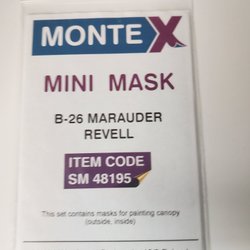 MONTEX
MINI MASK
B-26 MARAUDER
REVELL
ITEM CODE
SM 48195
This set contains masks for painting canopy
(outside, inside)